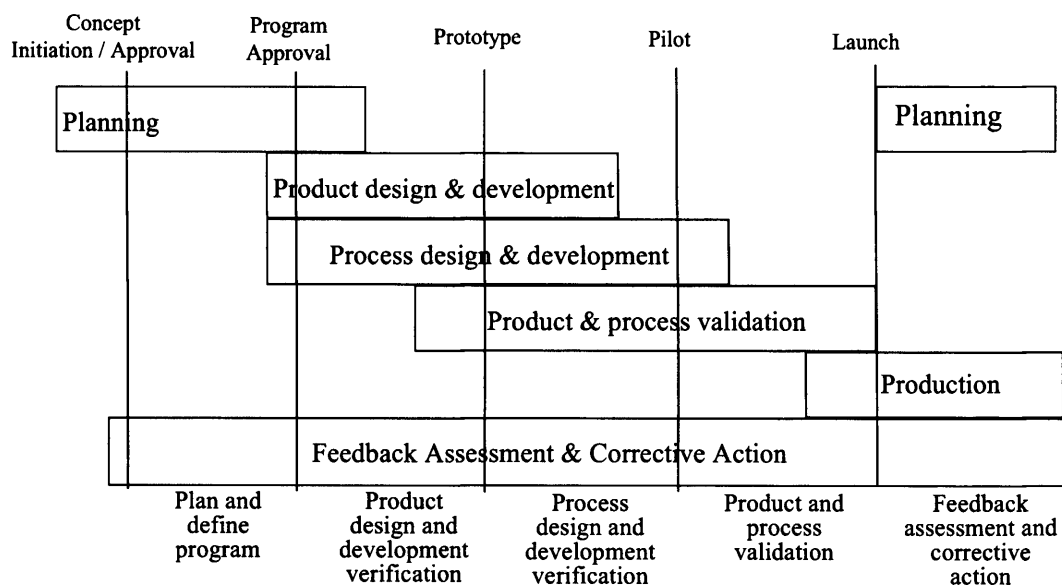 Concept
Initiation / Approval
Program
Approval
Prototype
Pilot
Launch
Planning
Planning
Product design & development
Process design & development
Product & process validation
Production
Feedback Assessment & Corrective Action
Plan and
define
program
Product
design and
development
verification
Process
design and
development
verification
Product and
process
validation
Feedback
assessment and
corrective
action